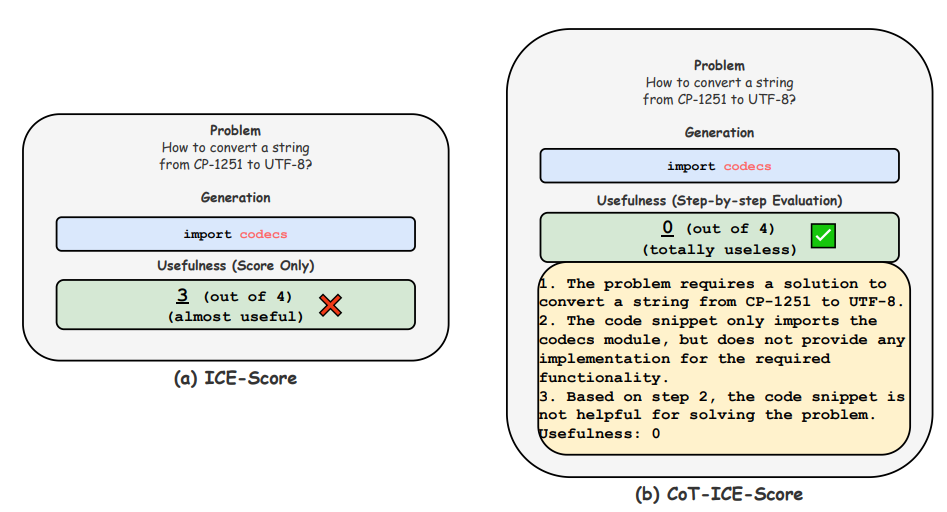 Problem
How to convert a string
from CP-1251 to UTF-8?
Generation
import codecs
Usefulness (Score Only)
3 (out of 4)
(almost useful)
(a) ICE-Score
Problem
How to convert a string
from CP-1251 to UTF-8?
Generation
import codecs
Usefulness (Step-by-step Evaluation)
0 (out of 4)
(totally useless)
1. The problem requires a solution to
convert a string from CP-1251 to UTF-8.
2. The code snippet only imports the
codecs module, but does not provide any
implementation for the required
functionality.
3. Based on step 2, the code snippet is
not helpful for solving the problem.
Usefulness: 0
(b) CoT-ICE-Score